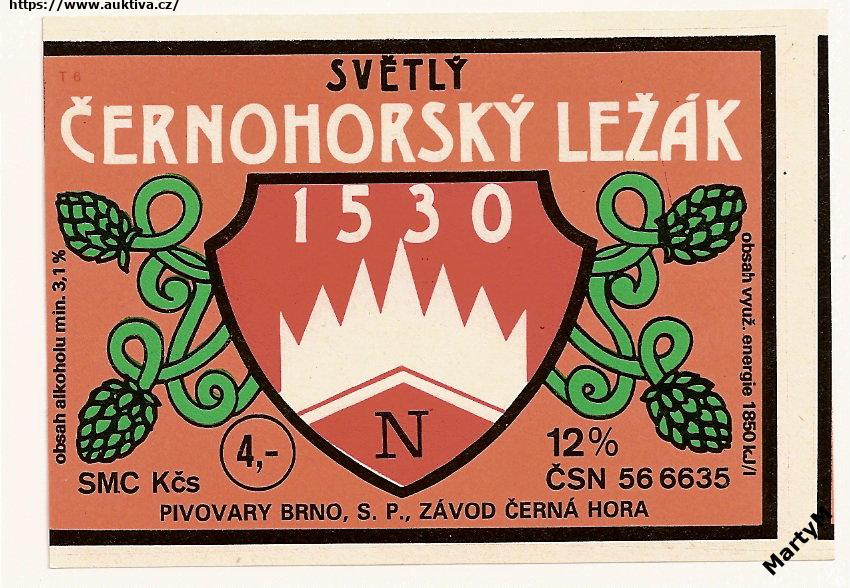 https://www.auktiva.cz/
T 6
SVĚTLÝ
ČERNOHORSKÝ LEŽÁK
1530
obsah alkoholu min. 3,1 %
obsah využ. energie 1850 kJ/l
N
4,-
12%
SMC Kčs
ČSN 56 6635
PIVOVARY BRNO, S. P., ZÁVOD ČERNÁ HORA